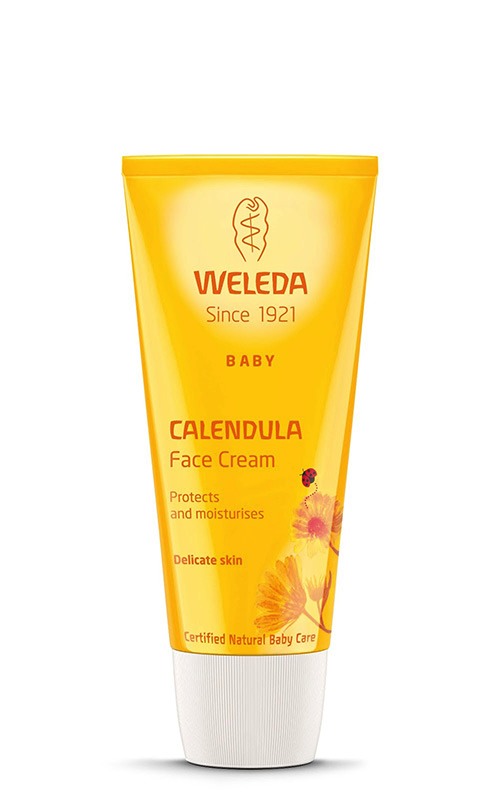 WELEDA
Since 1921
BABY
CALENDULA
Face Cream
Protects
and moisturises
Delicate skin
Certified Natural Baby Care